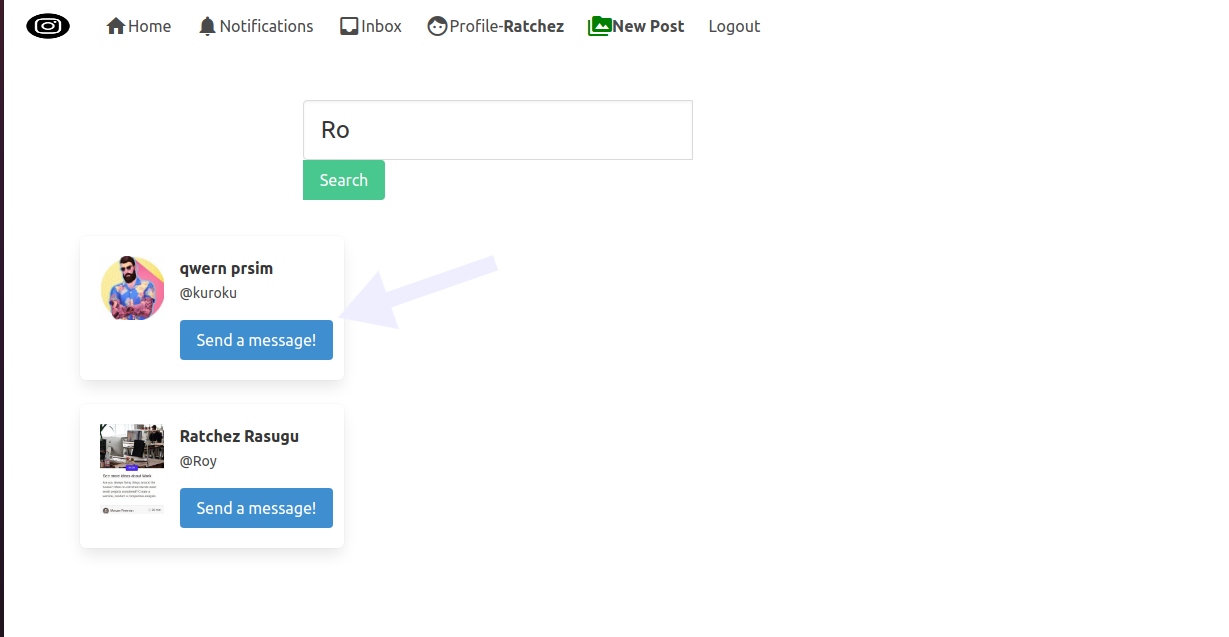 Home Notifications Inbox Profile-Ratchez New Post Logout
Ro
Search
qwern prsim
@kuroku
Send a message!
Ratchez Rasugu
@Roy
Send a message!